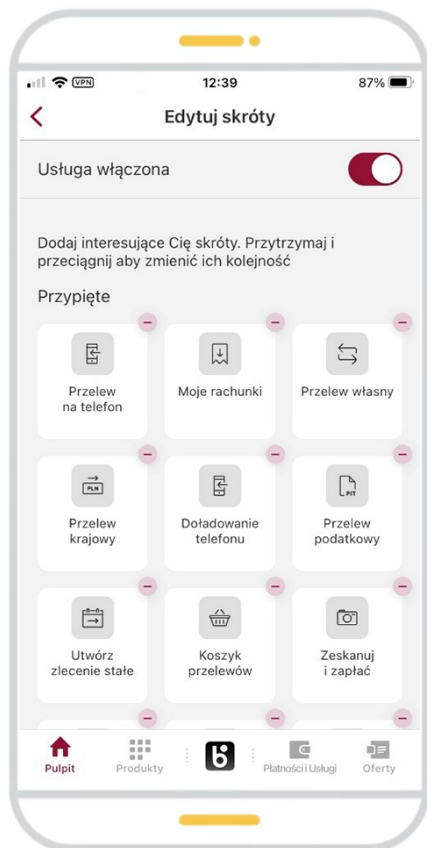 VPN
12:39
87%
Edytuj skróty
Usługa włączona
Dodaj interesujące Cię skróty. Przytrzymaj i
przeciągnij aby zmienić ich kolejność
Przypięte
Przelew
na telefon
Moje rachunki
Przelew własny
PLN
Przelew
krajowy
Doładowanie
telefonu
PIT
Przelew
podatkowy
Utwórz
zlecenie stałe
Koszyk
przelewów
Zeskanuj
i zapłać
Pulpit
Produkty
b
Płatności i Usługi
Oferty